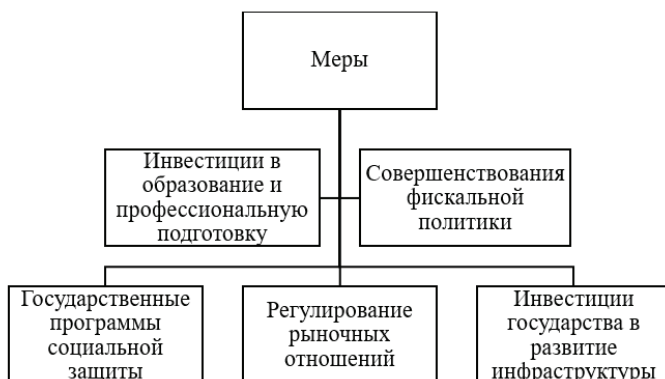 Меры
Инвестиции в
образование и
профессиональную
подготовку
Совершенствования
фискальной
политики
Государственные
программы
социальной
защиты
Регулирование
рыночных
отношений
Инвестиции
государства в
развитие
инфраструктуры